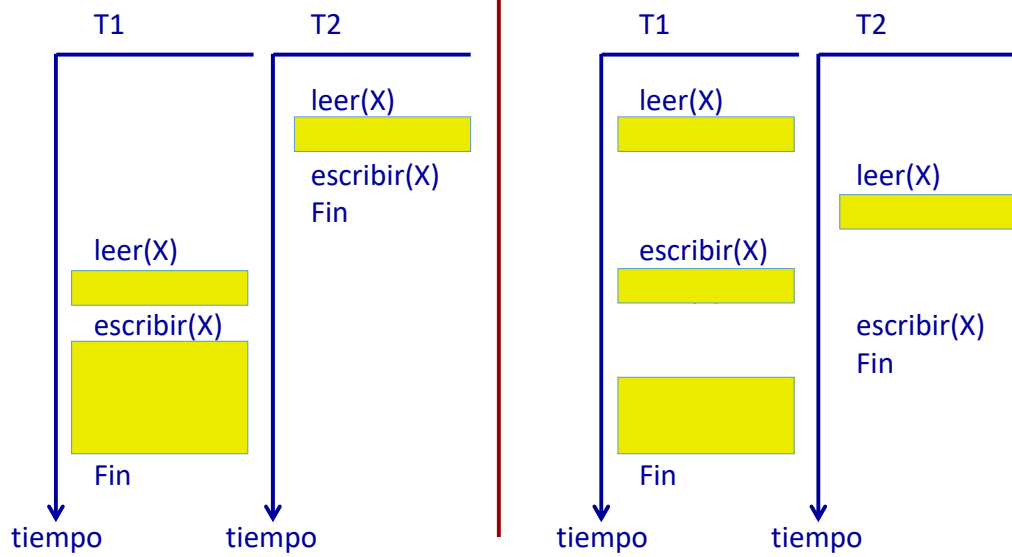 T1
T2
leer(X)
escribir(X)
Fin
leer(X)
escribir(X)
Fin
tiempo
tiempo
T1
T2
leer(X)
leer(X)
escribir(X)
escribir(X)
Fin
Fin
tiempo
tiempo